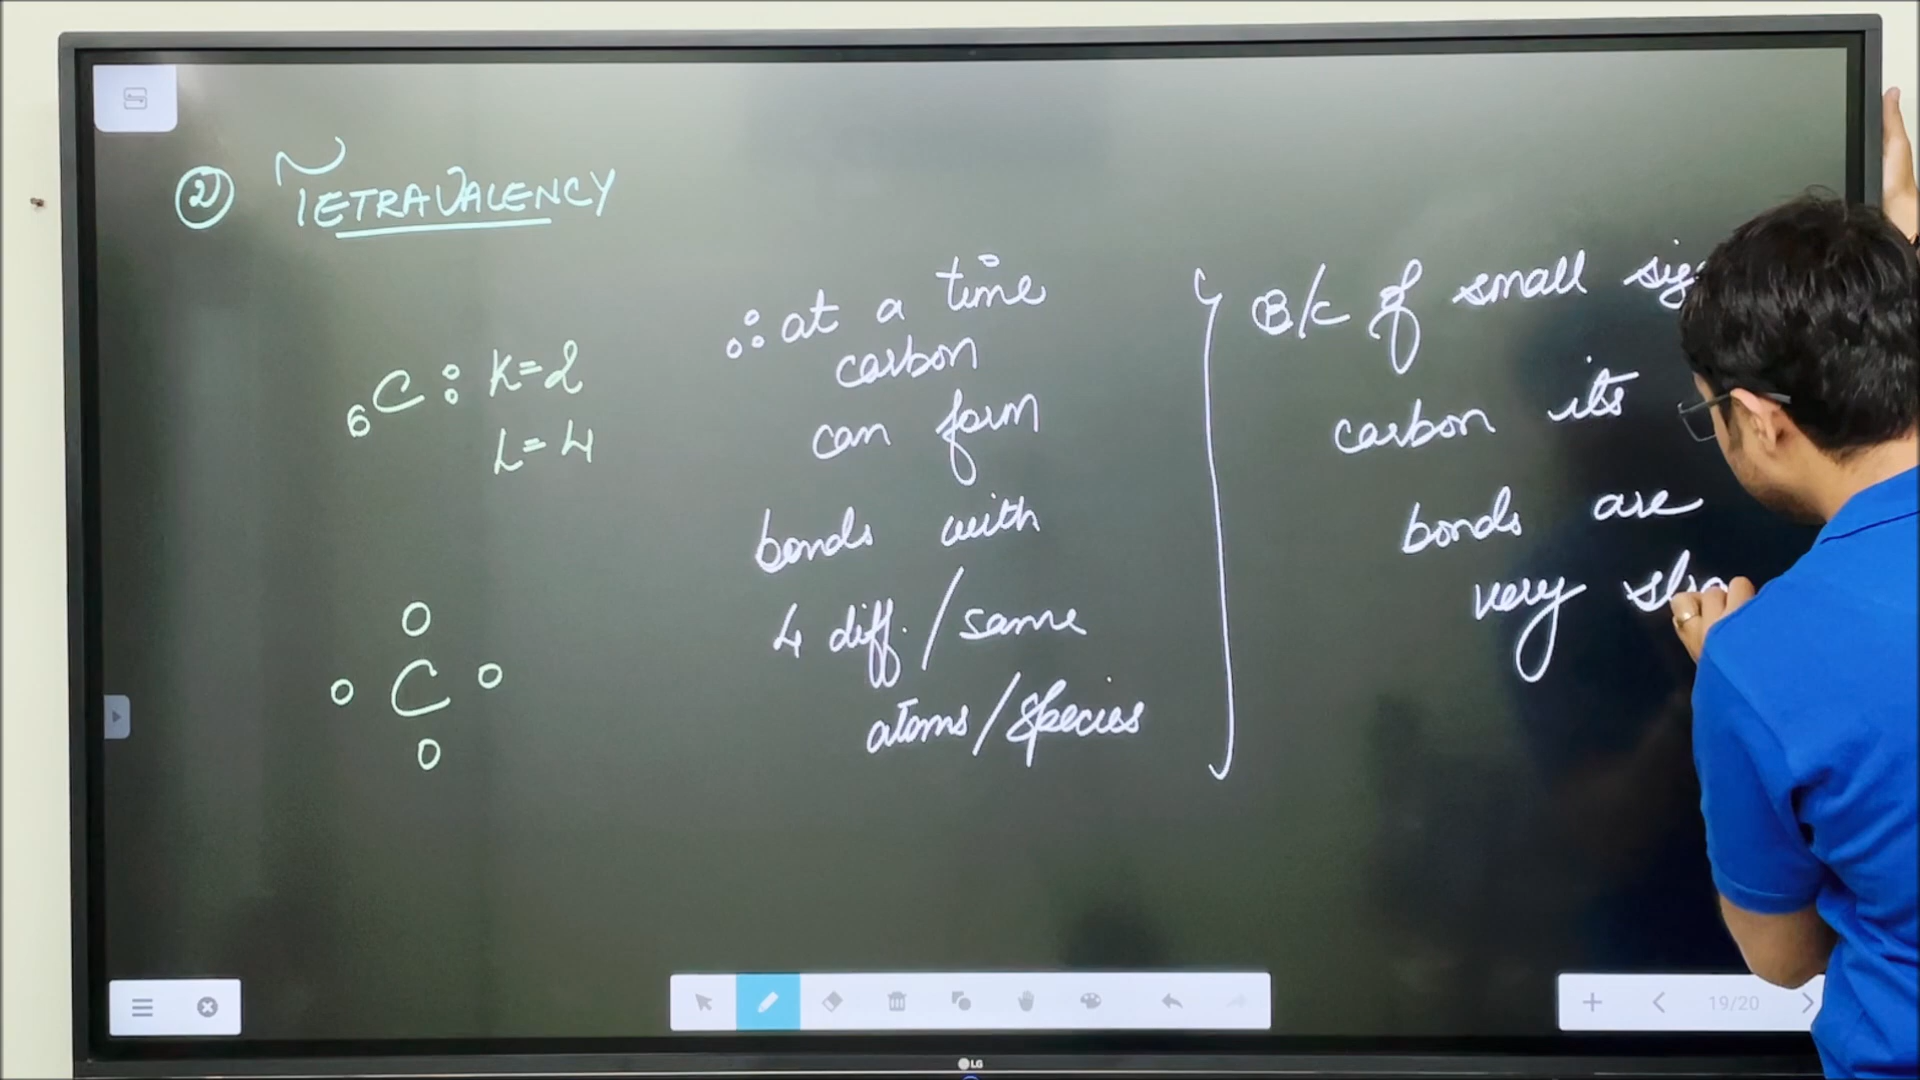 ② TETRAVALENCY
₆C : K=2
L=4
C
∴ at a time
carbon
can form
bonds with
4 diff. / same
atoms / species
B/c of small
carbon its
bonds are
very
19/20
LG